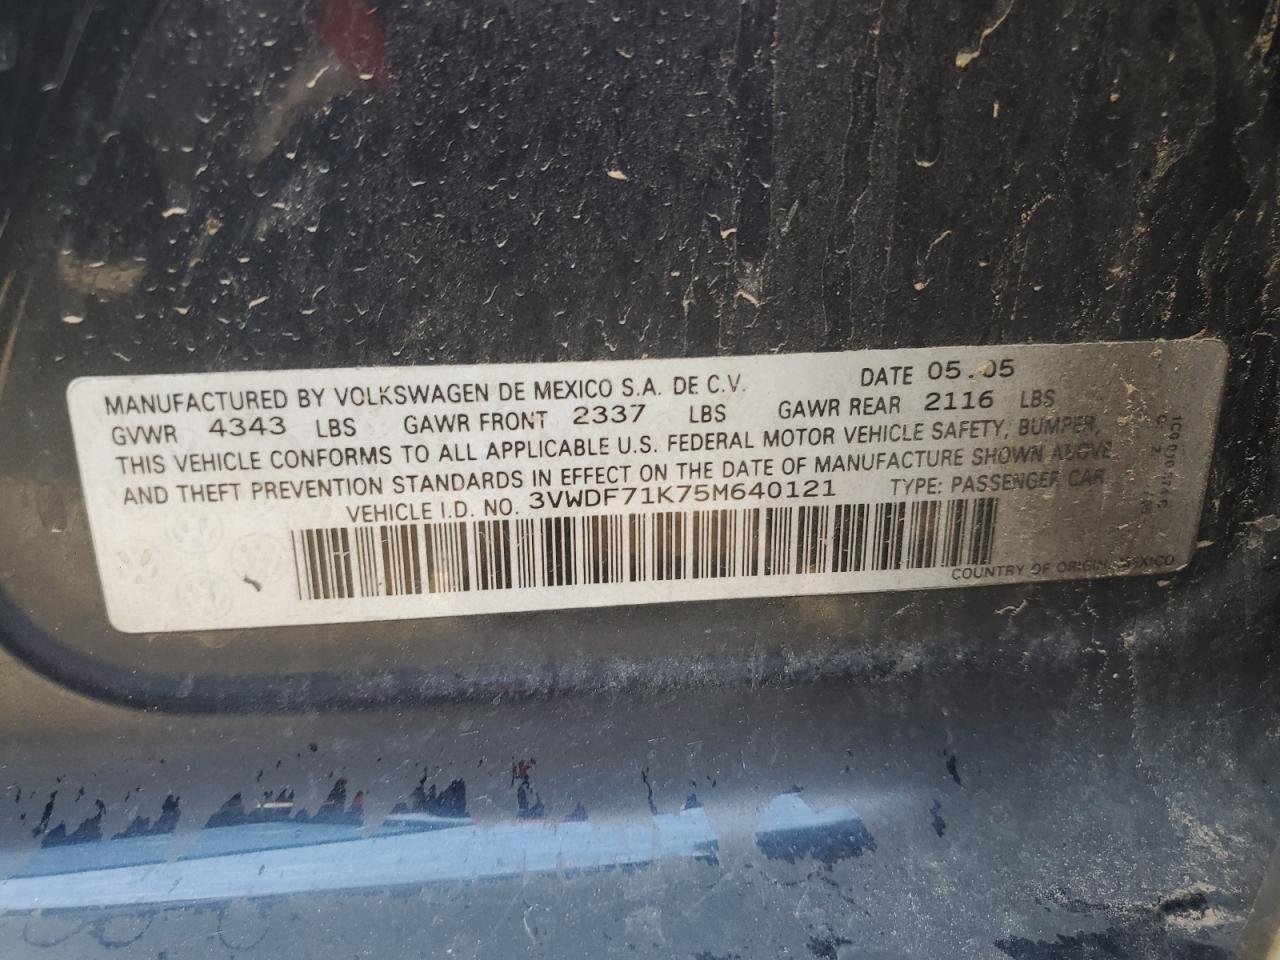 MANUFACTURED BY VOLKSWAGEN DE MEXICO S.A. DE C.V. DATE 05.05
GVWR 4343 LBS GAWR FRONT 2337 LBS GAWR REAR 2116 LBS
THIS VEHICLE CONFORMS TO ALL APPLICABLE U.S. FEDERAL MOTOR VEHICLE SAFETY, BUMPER,
AND THEFT PREVENTION STANDARDS IN EFFECT ON THE DATE OF MANUFACTURE SHOWN ABOVE
VEHICLE I.D. NO. 3VWDF71K75M640121 TYPE: PASSENGER CAR
COUNTRY OF ORIGIN: MEXICO